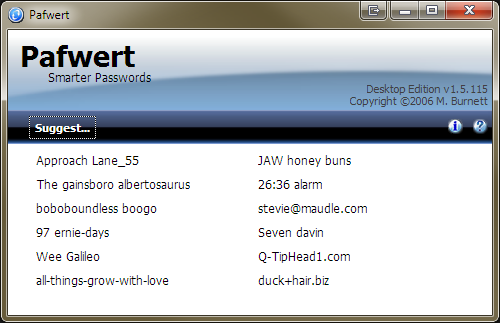 Pafwert
Pafwert
Smarter Passwords
Desktop Edition v1.5.115
Copyright ©2006 M. Burnett
Suggest...
Approach Lane_55
JAW honey buns
The gainsboro albertosaurus
26:36 alarm
boboboundless boogo
stevie@maudle.com
97 ernie-days
Seven davin
Wee Galileo
Q-TipHead1.com
all-things-grow-with-love
duck+hair.biz